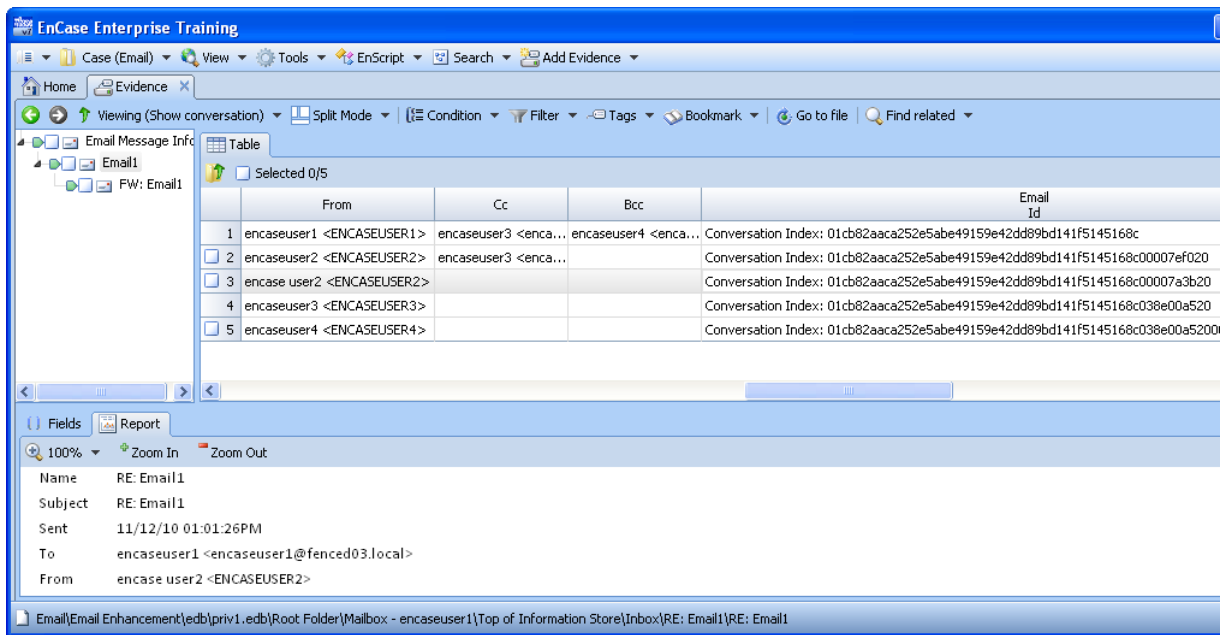 EnCase Enterprise Training
Case (Email) View Tools EnScript Search Add Evidence
Home Evidence
Viewing (Show conversation) Split Mode Condition Filter Tags Bookmark Go to file Find related
Email Message Info
Email1
FW: Email1
Table
Selected 0/5
From Cc Bcc Email Id
1 encaseuser1 <ENCASEUSER1> encaseuser3 <enca... encaseuser4 <enca... Conversation Index: 01cb82aaca252e5abe49159e42dd89bd141f5145168c
2 encaseuser2 <ENCASEUSER2> encaseuser3 <enca... Conversation Index: 01cb82aaca252e5abe49159e42dd89bd141f5145168c00007ef020
3 encase user2 <ENCASEUSER2> Conversation Index: 01cb82aaca252e5abe49159e42dd89bd141f5145168c00007a3b20
4 encaseuser3 <ENCASEUSER3> Conversation Index: 01cb82aaca252e5abe49159e42dd89bd141f5145168c038e00a520
5 encaseuser4 <ENCASEUSER4> Conversation Index: 01cb82aaca252e5abe49159e42dd89bd141f5145168c038e00a5200
Fields Report
100% Zoom In Zoom Out
Name RE: Email1
Subject RE: Email1
Sent 11/12/10 01:01:26PM
To encaseuser1 <encaseuser1@fenced03.local>
From encase user2 <ENCASEUSER2>
Email\Email Enhancement\edb\priv1.edb\Root Folder\Mailbox - encaseuser1\Top of Information Store\Inbox\RE: Email1\RE: Email1